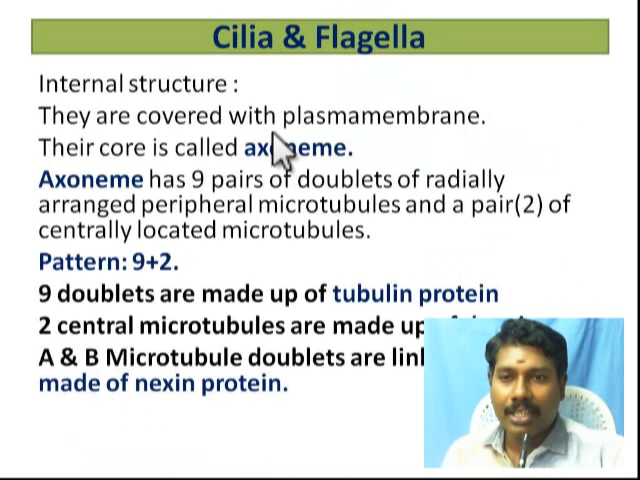 Cilia & Flagella
Internal structure :
They are covered with plasmamembrane.
Their core is called axoneme.
Axoneme has 9 pairs of doublets of radially
arranged peripheral microtubules and a pair(2) of
centrally located microtubules.
Pattern: 9+2.
9 doublets are made up of tubulin protein
2 central microtubules are made up
A & B Microtubule doublets are
made of nexin protein.